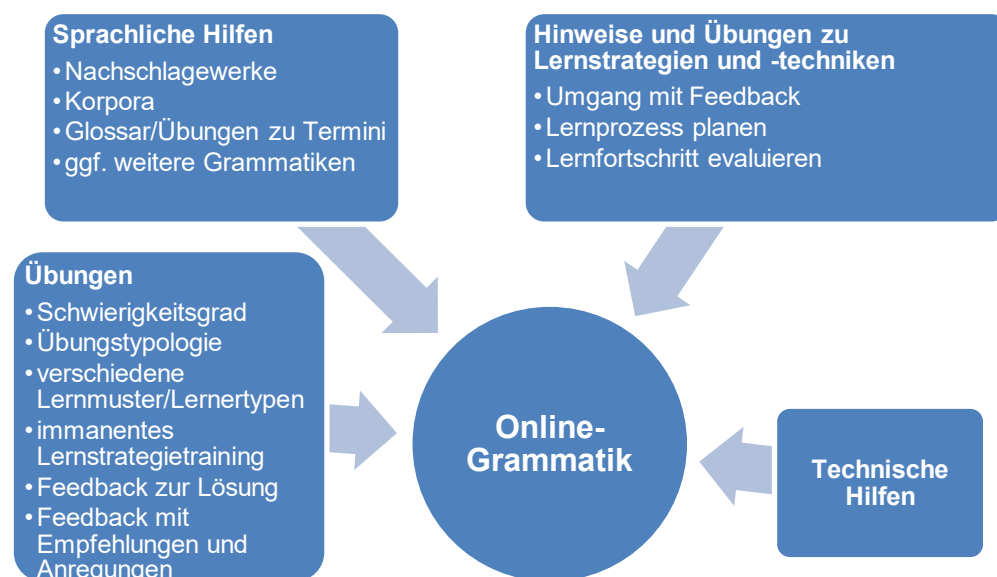 Sprachliche Hilfen
• Nachschlagewerke
• Korpora
• Glossar/Übungen zu Termini
• ggf. weitere Grammatiken
Hinweise und Übungen zu
Lernstrategien und -techniken
• Umgang mit Feedback
• Lernprozess planen
• Lernfortschritt evaluieren
Übungen
• Schwierigkeitsgrad
• Übungstypologie
• verschiedene
Lernmuster/Lernertypen
• immanentes
Lernstrategietraining
• Feedback zur Lösung
• Feedback mit
Empfehlungen und
Anregungen
Online-
Grammatik
Technische
Hilfen